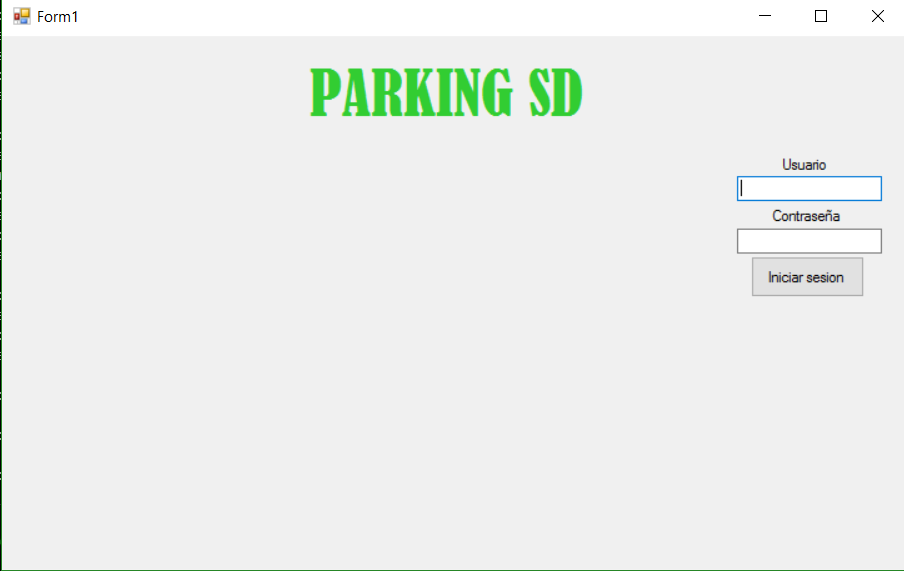 Form1
PARKING SD
Usuario
Contraseña
Iniciar sesion